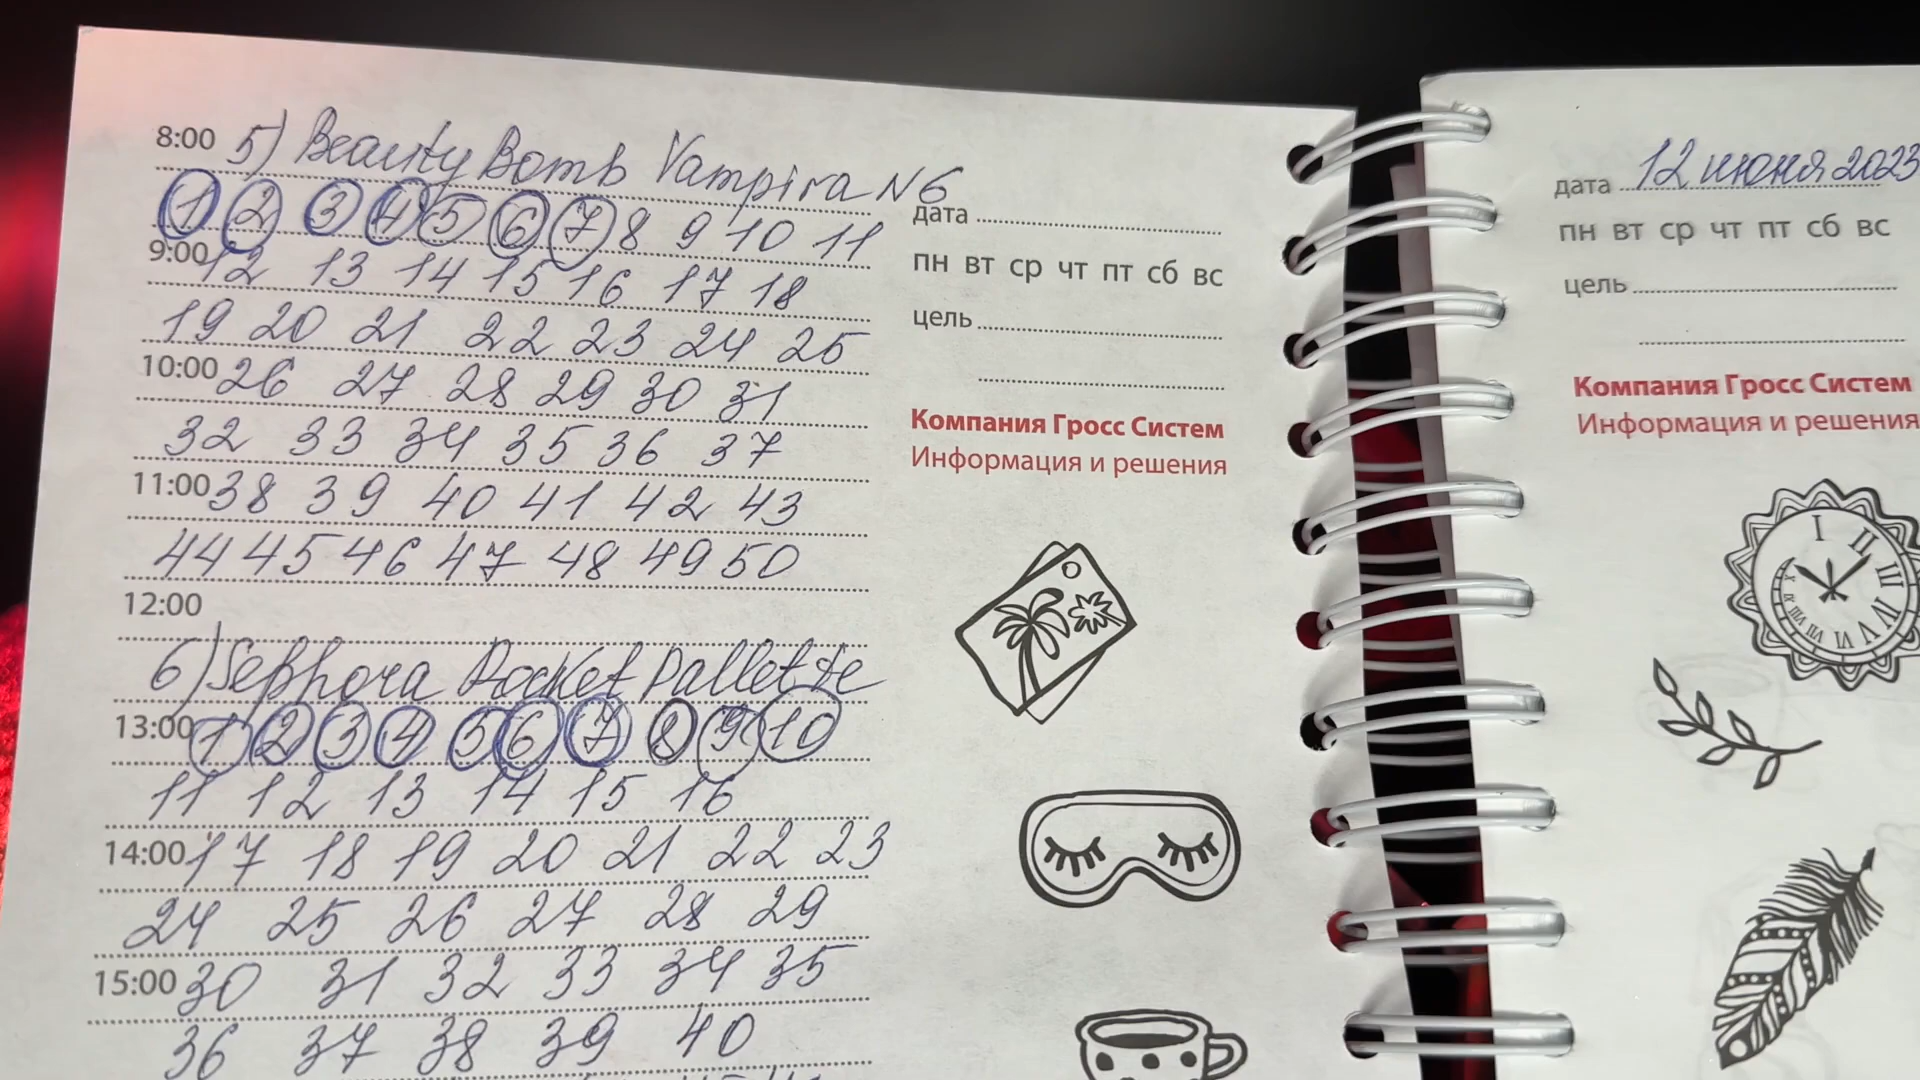 8:00 5) Beauty Bomb Vampira N6
1 2 3 4 5 6 7 8 9 10 11
9:00 12 13 14 15 16 17 18
19 20 21 22 23 24 25
10:00 26 27 28 29 30 31
32 33 34 35 36 37
11:00 38 39 40 41 42 43
44 45 46 47 48 49 50
12:00
6) Sephora Pocket Pallette
13:00 1 2 3 4 5 6 7 8 9 10
11 12 13 14 15 16
14:00 17 18 19 20 21 22 23
24 25 26 27 28 29
15:00 30 31 32 33 34 35
36 37 38 39 40
дата
пн вт ср чт пт сб вс
цель
Компания Гросс Систем
Информация и решения
дата 12 июня 2023
пн вт ср чт пт сб вс
цель
Компания Гросс Систем
Информация и решения